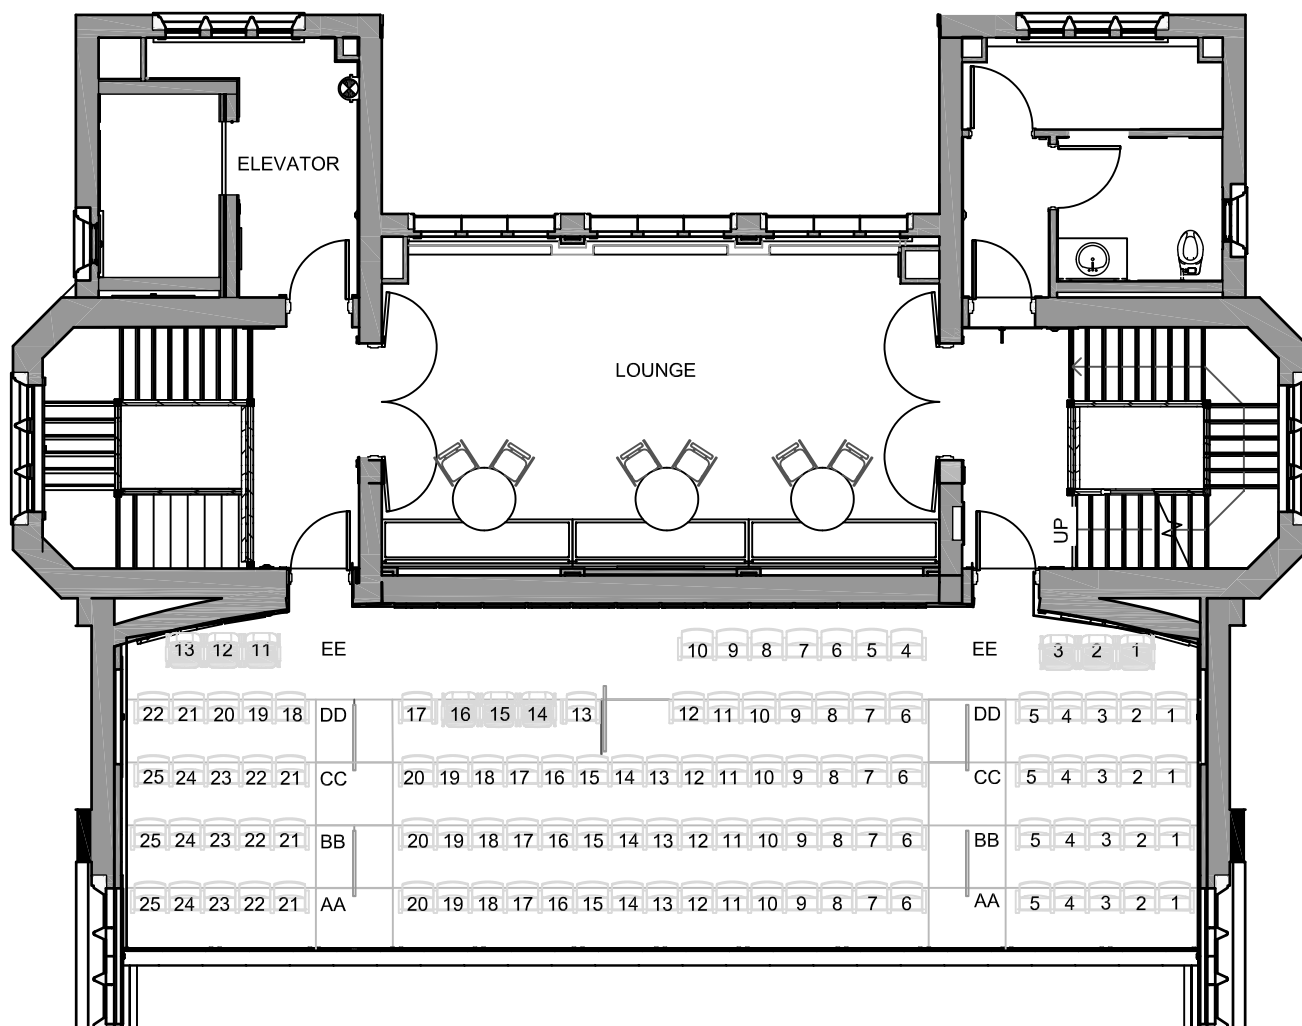 ELEVATOR
LOUNGE
UP
13 12 11 EE 10 9 8 7 6 5 4 EE 3 2 1
22 21 20 19 18 DD 17 16 15 14 13 12 11 10 9 8 7 6 DD 5 4 3 2 1
25 24 23 22 21 CC 20 19 18 17 16 15 14 13 12 11 10 9 8 7 6 CC 5 4 3 2 1
25 24 23 22 21 BB 20 19 18 17 16 15 14 13 12 11 10 9 8 7 6 BB 5 4 3 2 1
25 24 23 22 21 AA 20 19 18 17 16 15 14 13 12 11 10 9 8 7 6 AA 5 4 3 2 1